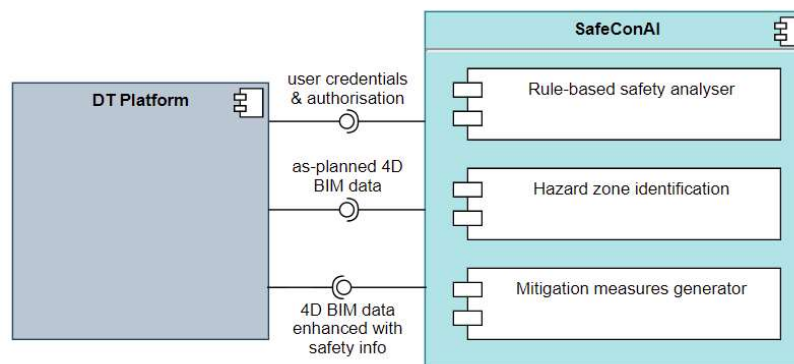 DT Platform
user credentials
& authorisation
as-planned 4D
BIM data
4D BIM data
enhanced with
safety info
SafeConAI
Rule-based safety analyser
Hazard zone identification
Mitigation measures generator